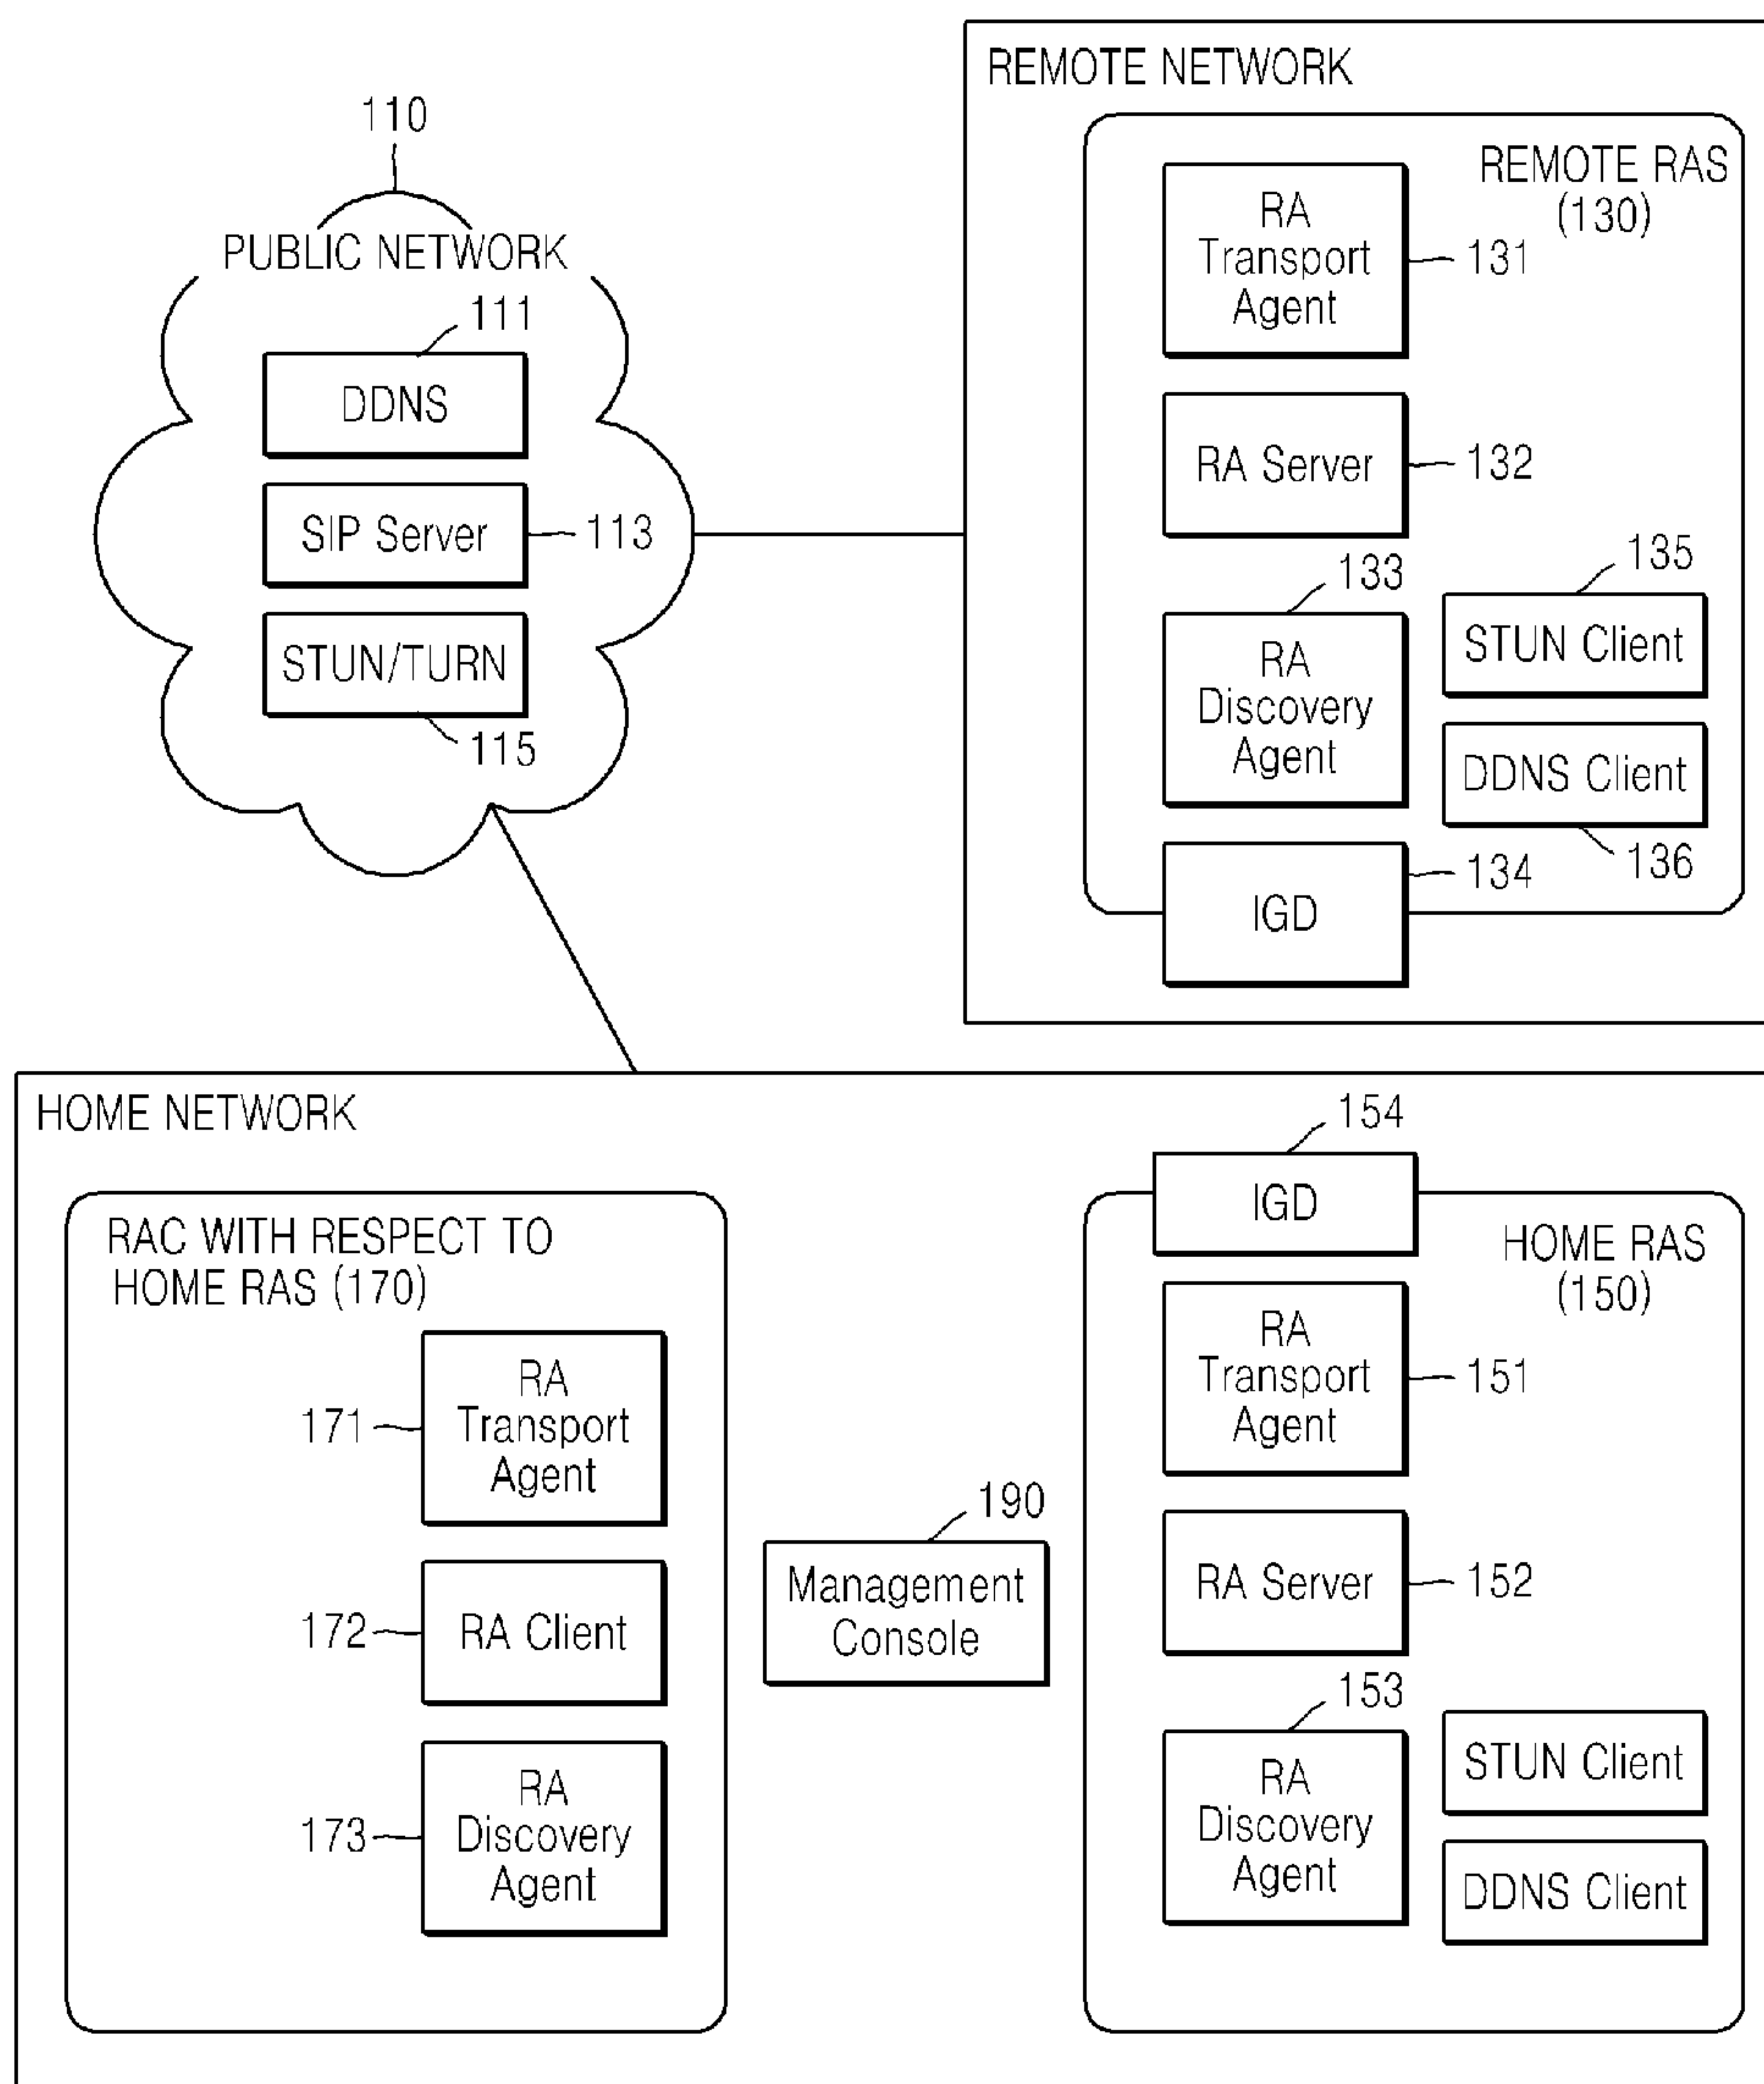 110
PUBLIC NETWORK
111
DDNS
SIP Server
113
STUN/TURN
115
REMOTE NETWORK
REMOTE RAS
(130)
RA
Transport
Agent
131
RA Server
132
133
RA
Discovery
Agent
135
STUN Client
DDNS Client
136
134
IGD
HOME NETWORK
RAC WITH RESPECT TO
HOME RAS (170)
171
RA
Transport
Agent
172
RA Client
173
RA
Discovery
Agent
190
Management
Console
154
IGD
HOME RAS
(150)
RA
Transport
Agent
151
RA Server
152
153
RA
Discovery
Agent
STUN Client
DDNS Client